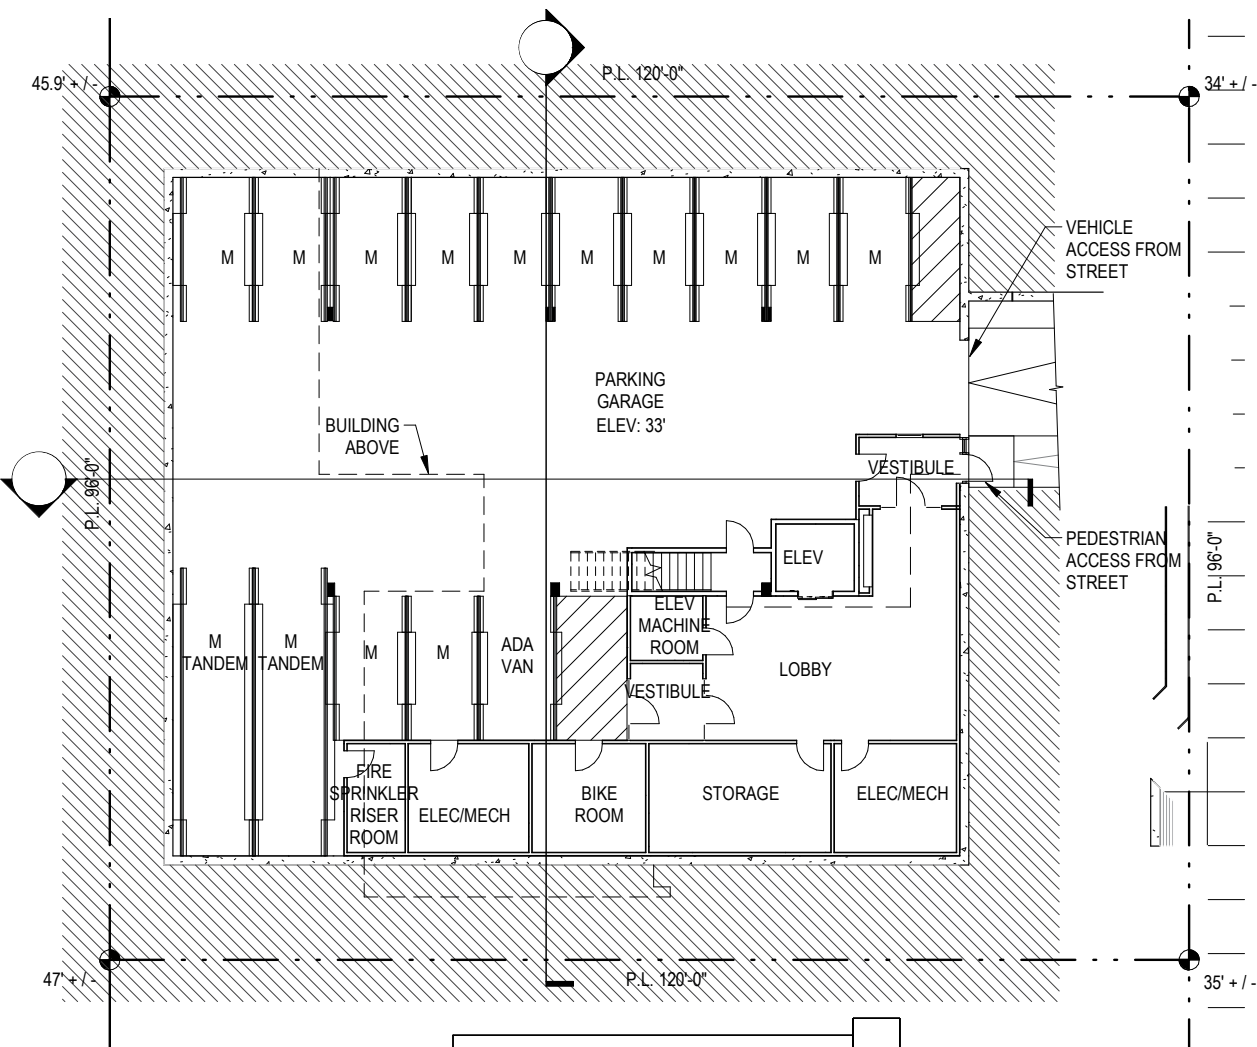 P.L. 120'-0"
45.9' + / -
34' + / -
VEHICLE
ACCESS FROM
STREET
M
M
M
M
M
M
M
M
M
M
PARKING
GARAGE
ELEV: 33'
BUILDING
ABOVE
VESTIBULE
P.L. 96'-0"
PEDESTRIAN
ACCESS FROM
STREET
P.L. 96'-0"
ELEV
ELEV
MACHINE
ROOM
M
TANDEM
M
TANDEM
M
M
ADA
VAN
LOBBY
VESTIBULE
FIRE
SPRINKLER
RISER
ROOM
ELEC/MECH
BIKE
ROOM
STORAGE
ELEC/MECH
47' + / -
P.L. 120'-0"
35' + / -